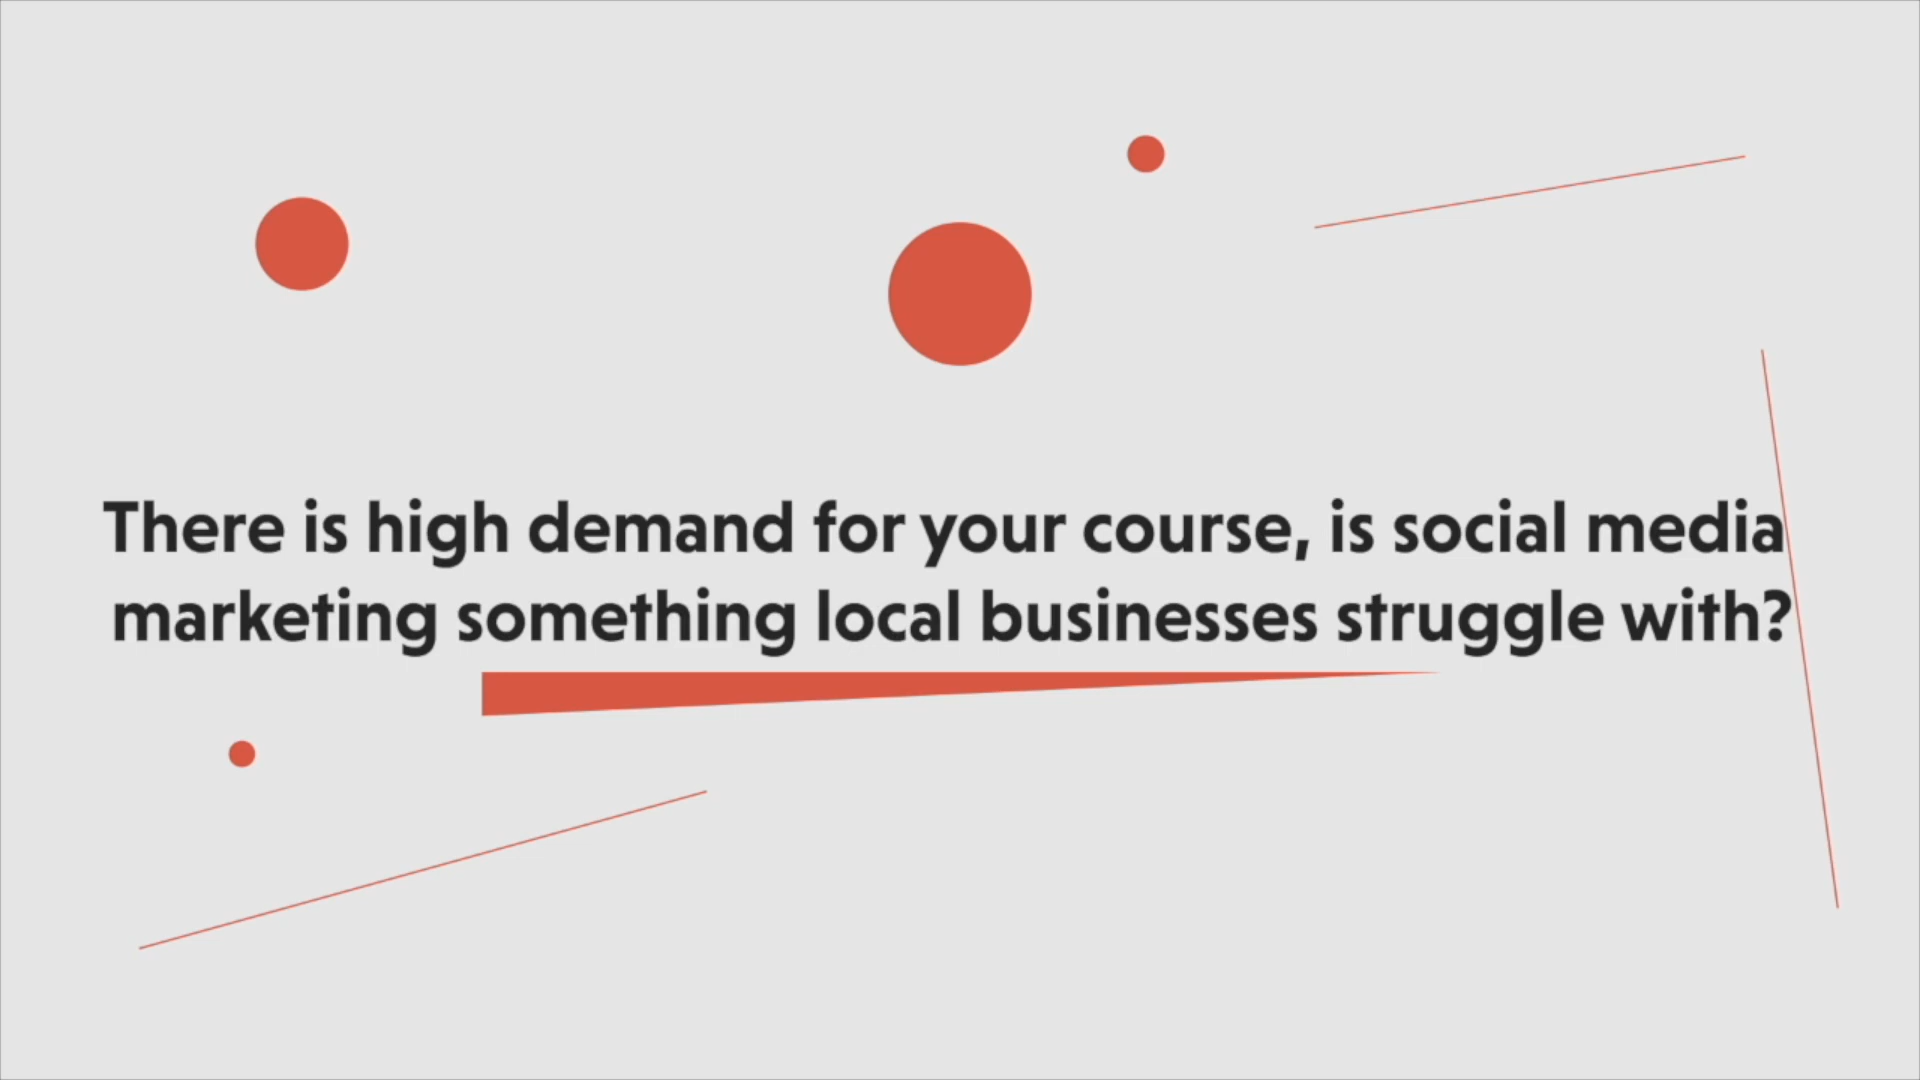 There is high demand for your course, is social media
marketing something local businesses struggle with?